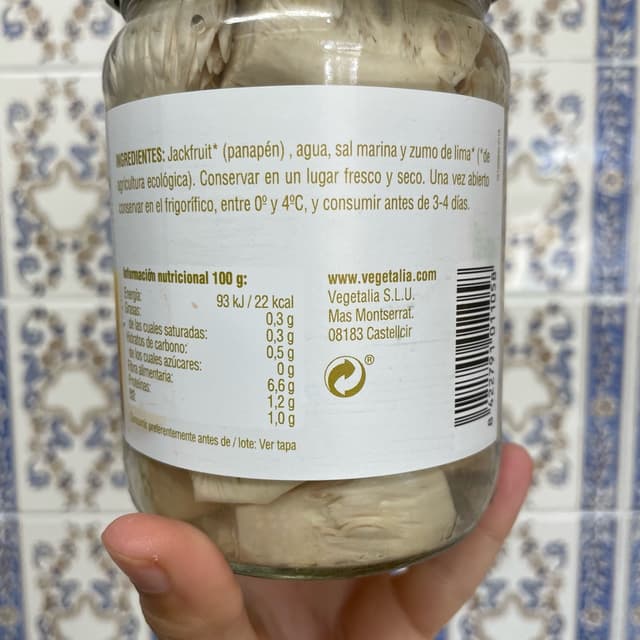 INGREDIENTES: Jackfruit* (panapén) , agua, sal marina y zumo de lima* (*de
agricultura ecológica). Conservar en un lugar fresco y seco. Una vez abierto
conservar en el frigorífico, entre 0º y 4ºC, y consumir antes de 3-4 días.
Información nutricional 100 g:
Energía: 93 kJ / 22 kcal
Grasas: 0,3 g
de las cuales saturadas: 0,3 g
Hidratos de carbono: 0,5 g
de los cuales azúcares: 0 g
Fibra alimentaria: 6,6 g
Proteínas: 1,2 g
Sal: 1,0 g
Consumir preferentemente antes de / lote: Ver tapa
www.vegetalia.com
Vegetalia S.L.U.
Mas Montserrat.
08183 Castellcir
®
8 422791 011058